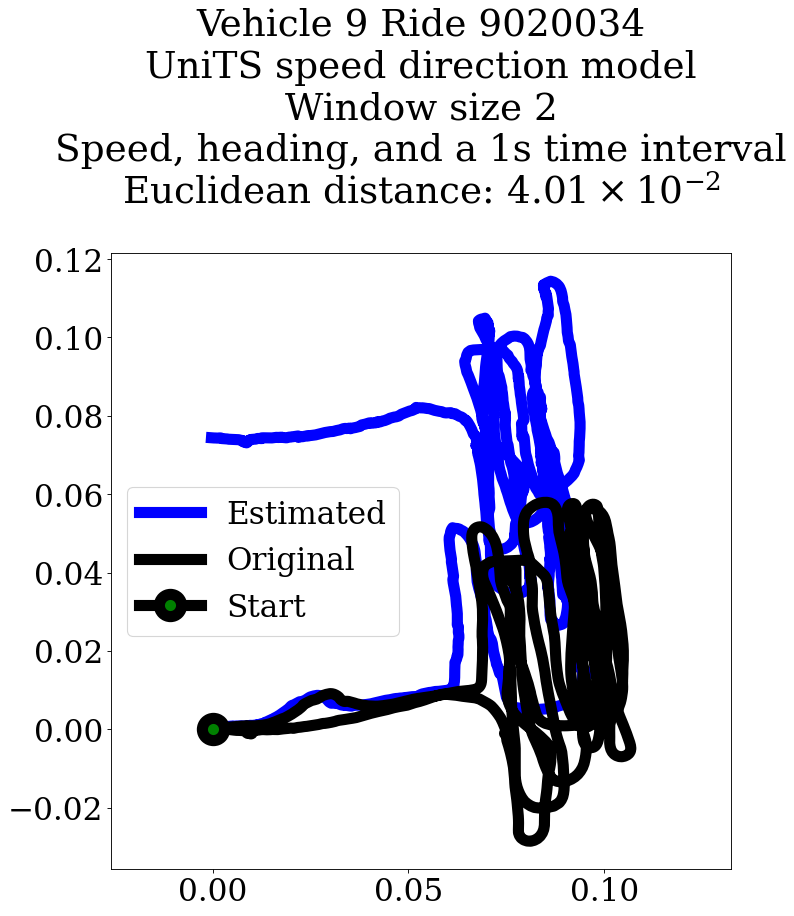 Vehicle 9 Ride 9020034
UniTS speed direction model
Window size 2
Speed, heading, and a 1s time interval
Euclidean distance: 4.01 × 10⁻²
0.12
0.10
0.08
0.06
0.04
0.02
0.00
−0.02
Estimated
Original
Start
0.00 0.05 0.10